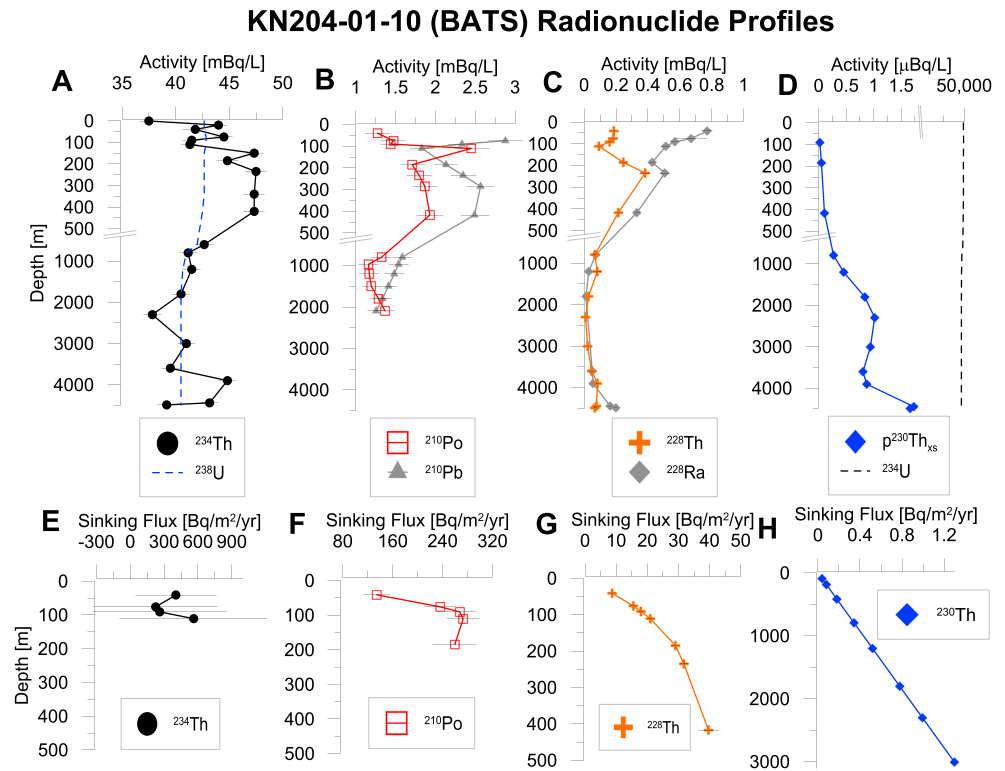 KN204-01-10 (BATS) Radionuclide Profiles
A
Activity [mBq/L]
35 40 45 50
Depth [m]
0
100
200
300
400
500
1000
2000
3000
4000
²³⁴Th
²³⁸U
B
Activity [mBq/L]
1 1.5 2 2.5 3
0
100
200
300
400
500
1000
2000
3000
4000
²¹⁰Po
²¹⁰Pb
C
Activity [mBq/L]
0 0.2 0.4 0.6 0.8 1
0
100
200
300
400
500
1000
2000
3000
4000
²²⁸Th
²²⁸Ra
D
Activity [µBq/L]
0 0.5 1 1.5 50,000
0
100
200
300
400
500
1000
2000
3000
4000
p²³⁰Thxs
²³⁴U
E
Sinking Flux [Bq/m²/yr]
-300 0 300 600 900
Depth [m]
0
100
200
300
400
500
²³⁴Th
F
Sinking Flux [Bq/m²/yr]
80 160 240 320
0
100
200
300
400
500
²¹⁰Po
G
Sinking Flux [Bq/m²/yr]
0 10 20 30 40 50
0
100
200
300
400
500
²²⁸Th
H
Sinking Flux [Bq/m²/yr]
0 0.4 0.8 1.2
0
1000
2000
3000
²³⁰Th